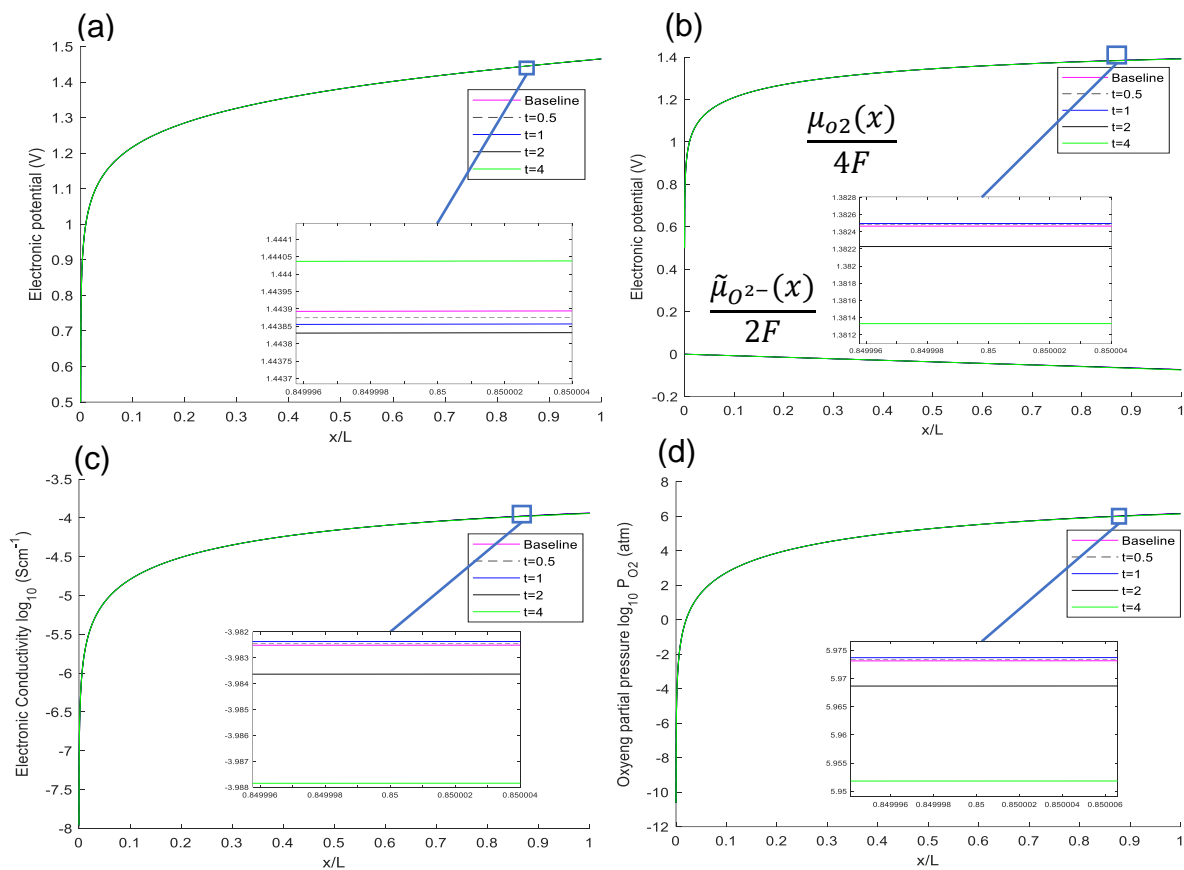 (a)
Electronic potential (V)
1.5
1.4
1.3
1.2
1.1
1
0.9
0.8
0.7
0.6
0.5
Baseline
t=0.5
t=1
t=2
t=4
1.4441
1.44405
1.444
1.44395
1.4439
1.44385
1.4438
1.44375
1.4437
0.849996 0.849998 0.85 0.850002 0.850004
0 0.1 0.2 0.3 0.4 0.5 0.6 0.7 0.8 0.9 1
x/L
(b)
Electronic potential (V)
1.4
1.2
1
0.8
0.6
0.4
0.2
0
-0.2
Baseline
t=0.5
t=1
t=2
t=4
μo2(x)
4F
1.3828
1.3826
1.3824
1.3822
1.382
1.3818
1.3816
1.3814
1.3812
0.849996 0.849998 0.85 0.850002 0.850004
μ̃O²⁻(x)
2F
0 0.1 0.2 0.3 0.4 0.5 0.6 0.7 0.8 0.9 1
x/L
(c)
Electronic Conductivity log10 (Scm-1)
-3.5
-4
-4.5
-5
-5.5
-6
-6.5
-7
-7.5
-8
Baseline
t=0.5
t=1
t=2
t=4
-3.982
-3.983
-3.984
-3.985
-3.986
-3.987
-3.988
0.849996 0.849998 0.85 0.850002 0.850004
0 0.1 0.2 0.3 0.4 0.5 0.6 0.7 0.8 0.9 1
x/L
(d)
Oxyeng partial pressure log10 PO2 (atm)
8
6
4
2
0
-2
-4
-6
-8
-10
-12
Baseline
t=0.5
t=1
t=2
t=4
5.975
5.97
5.965
5.96
5.955
5.95
0.849996 0.849998 0.85 0.850002 0.850004 0.850006
0 0.1 0.2 0.3 0.4 0.5 0.6 0.7 0.8 0.9 1
x/L